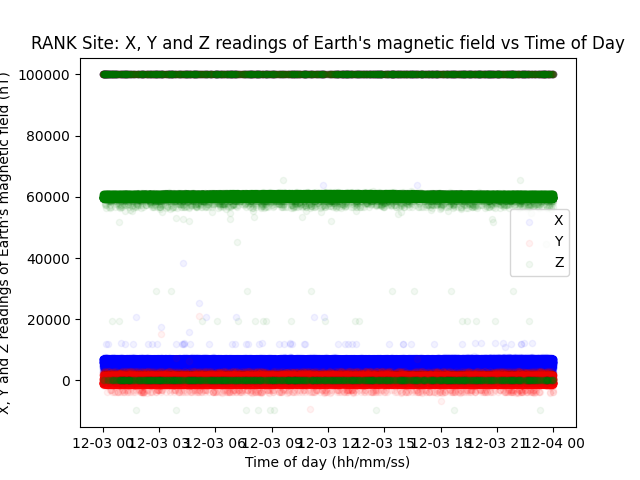 RANK Site: X, Y and Z readings of Earth's magnetic field vs Time of Day
X, Y and Z readings of Earth's magnetic field (nT)
100000
80000
60000
40000
20000
0
X
Y
Z
12-03 00 12-03 03 12-03 06 12-03 09 12-03 12 12-03 15 12-03 18 12-03 21 12-04 00
Time of day (hh/mm/ss)